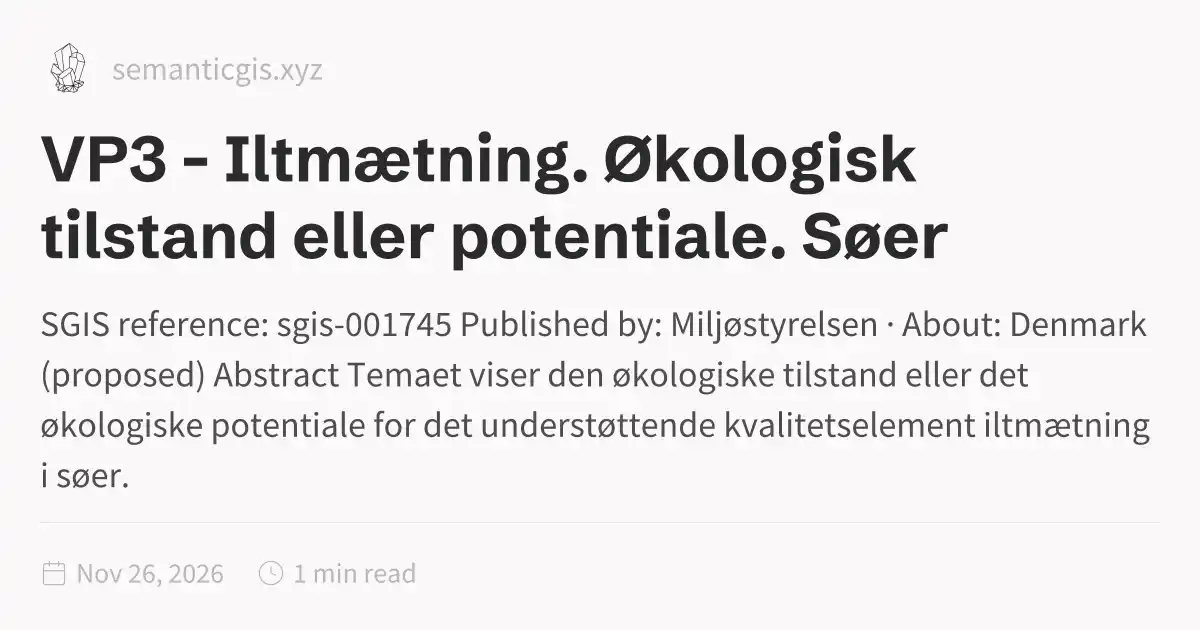 semanticgis.xyz
VP3 - Iltmætning. Økologisk
tilstand eller potentiale. Søer
SGIS reference: sgis-001745 Published by: Miljøstyrelsen · About: Denmark
(proposed) Abstract Temaet viser den økologiske tilstand eller det
økologiske potentiale for det understøttende kvalitetselement iltmætning
i søer.
Nov 26, 2026 1 min read